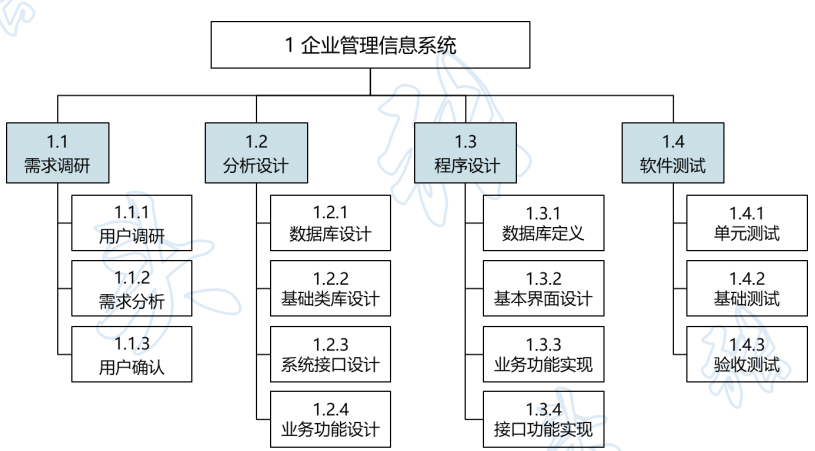 1 企业管理信息系统
1.1
需求调研
1.2
分析设计
1.3
程序设计
1.4
软件测试
1.1.1
用户调研
1.1.2
需求分析
1.1.3
用户确认
1.2.1
数据库设计
1.2.2
基础类库设计
1.2.3
系统接口设计
1.2.4
业务功能设计
1.3.1
数据库定义
1.3.2
基本界面设计
1.3.3
业务功能实现
1.3.4
接口功能实现
1.4.1
单元测试
1.4.2
基础测试
1.4.3
验收测试